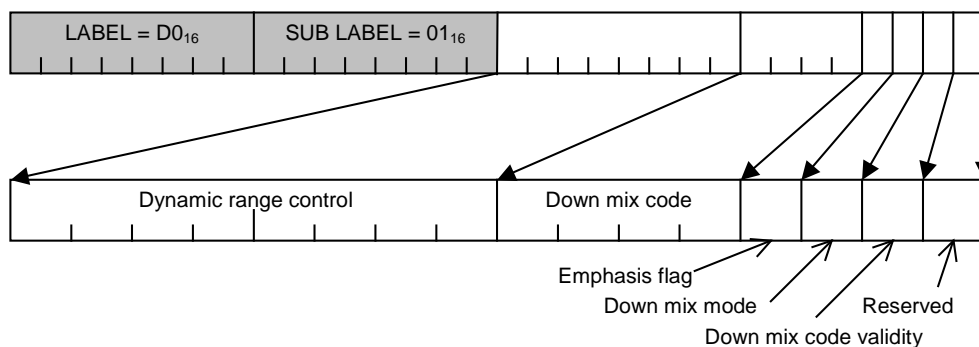 LABEL = D0₁₆ SUB LABEL = 01₁₆
Dynamic range control Down mix code
Emphasis flag
Down mix mode Reserved
Down mix code validity